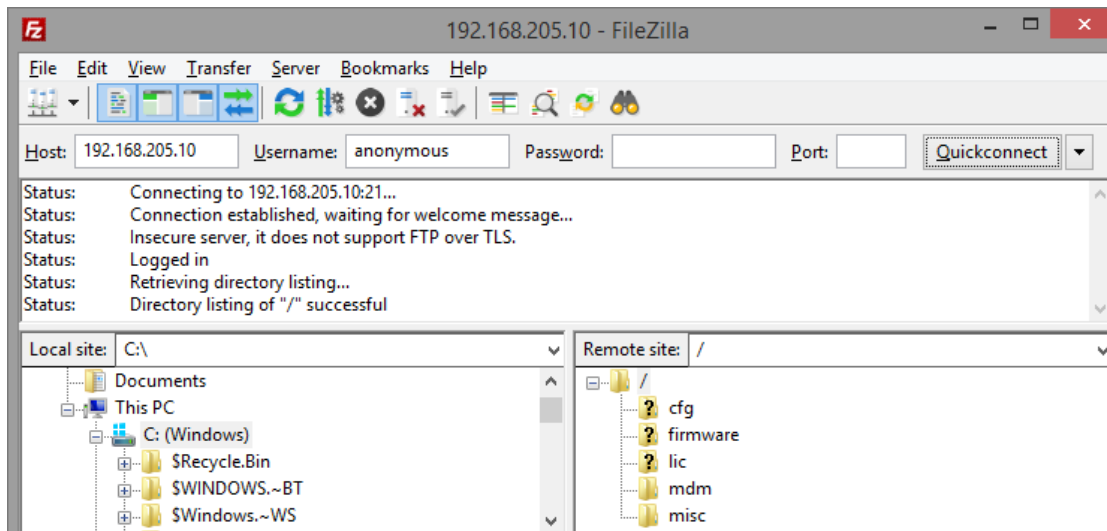 Fz
192.168.205.10 - FileZilla
File Edit View Transfer Server Bookmarks Help
Host: 192.168.205.10 Username: anonymous Password: Port: Quickconnect
Status: Connecting to 192.168.205.10:21...
Status: Connection established, waiting for welcome message...
Status: Insecure server, it does not support FTP over TLS.
Status: Logged in
Status: Retrieving directory listing...
Status: Directory listing of "/" successful
Local site: C:\
Documents
This PC
C: (Windows)
$Recycle.Bin
$WINDOWS.~BT
$Windows.~WS
Remote site: /
/
? cfg
? firmware
? lic
mdm
misc